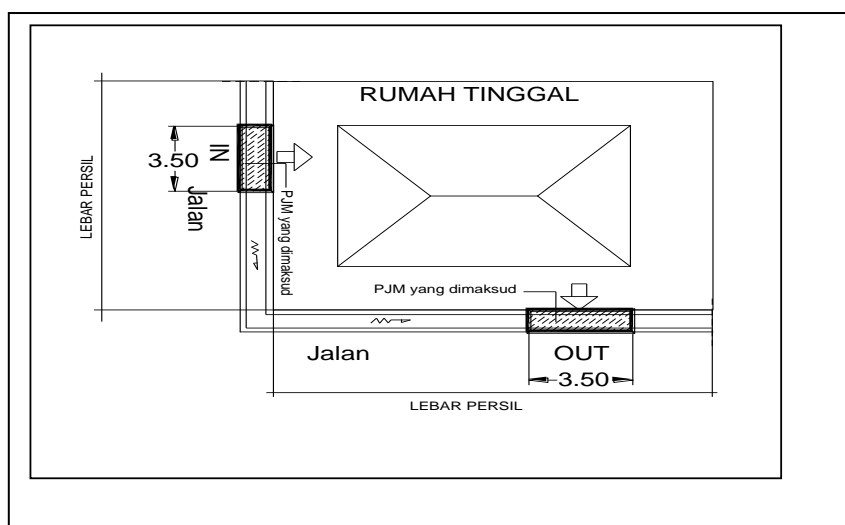 RUMAH TINGGAL
3.50
IN
Jalan
LEBAR PERSIL
PJM yang dimaksud
PJM yang dimaksud
Jalan
OUT
3.50
LEBAR PERSIL